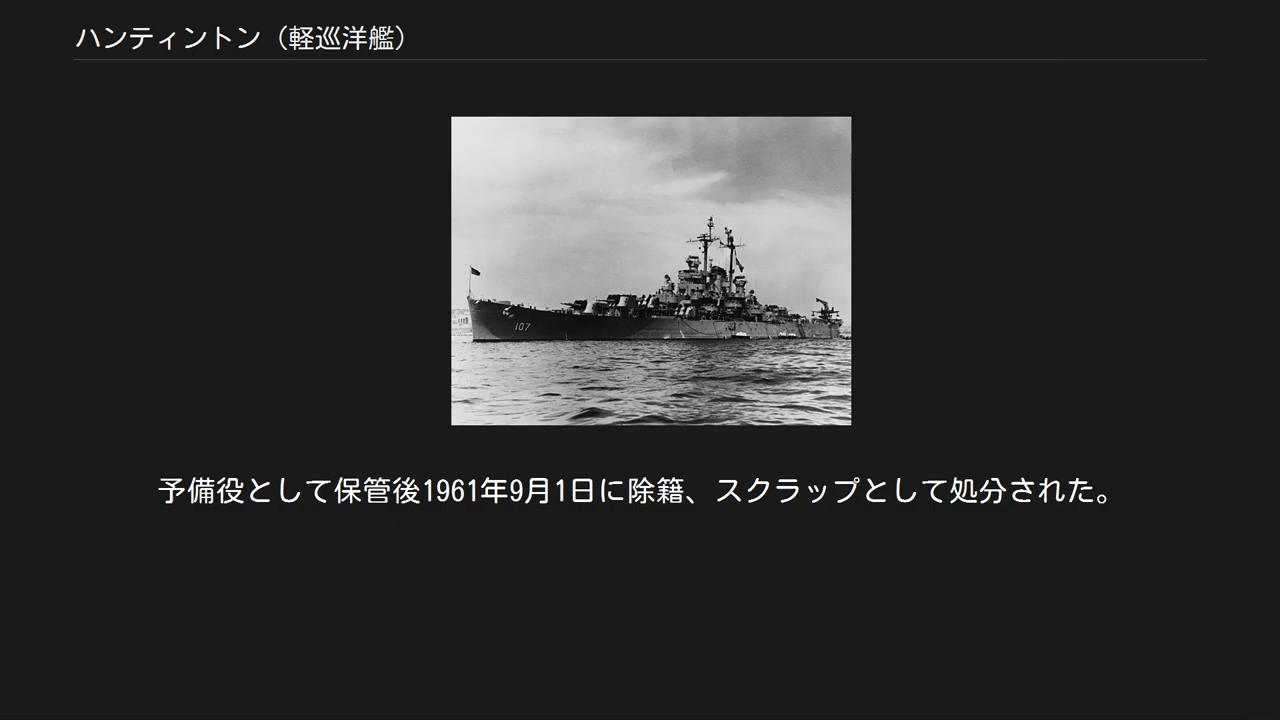 ハンティントン（軽巡洋艦）
107
予備役として保管後1961年9月1日に除籍、スクラップとして処分された。